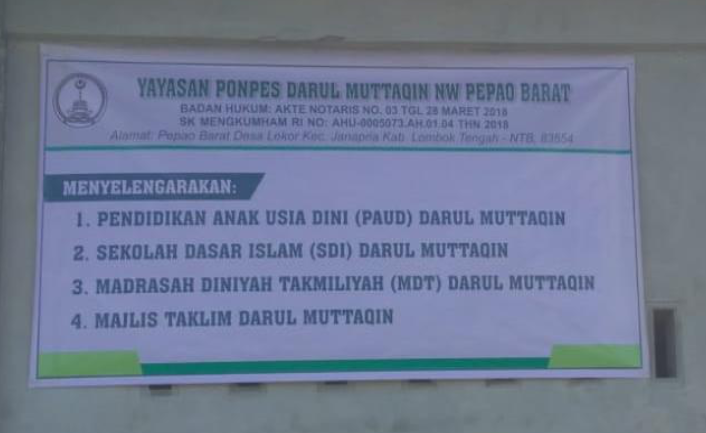 YAYASAN PONPES DARUL MUTTAQIN NW PEPAO BARAT
BADAN HUKUM: AKTE NOTARIS NO. 03 TGL 28 MARET 2018
SK MENGKUMHAM RI NO: AHU-0005073.AH.01.04 THN 2018
Alamat: Pepao Barat Desa Lekor Kec. Janapria Kab. Lombok Tengah - NTB, 83554
MENYELENGARAKAN:
1. PENDIDIKAN ANAK USIA DINI (PAUD) DARUL MUTTAQIN
2. SEKOLAH DASAR ISLAM (SDI) DARUL MUTTAQIN
3. MADRASAH DINIYAH TAKMILIYAH (MDT) DARUL MUTTAQIN
4. MAJLIS TAKLIM DARUL MUTTAQIN